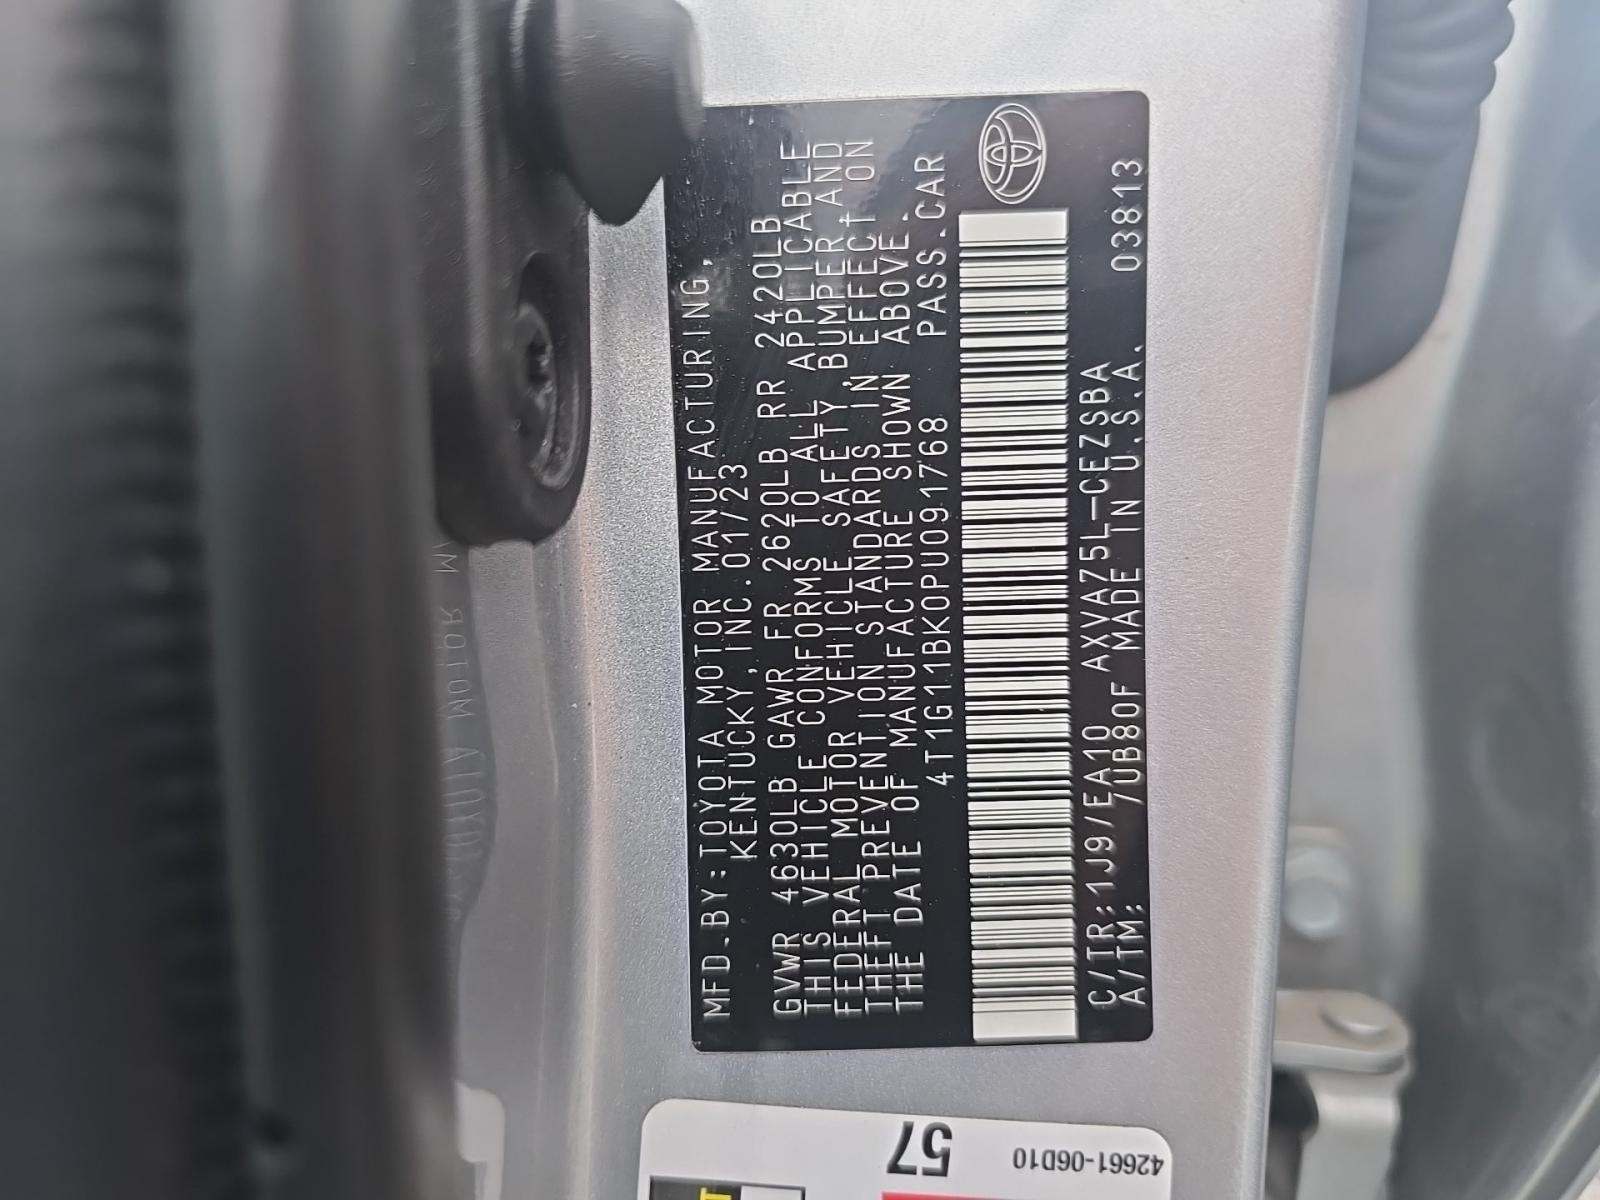 MFD.BY:TOYOTA MOTOR MANUFACTURING,
KENTUCKY,INC.01/23
GVWR 4630LB GAWR FR 2620LB RR 2420LB
THIS VEHICLE CONFORMS TO ALL APPLICABLE
FEDERAL MOTOR VEHICLE SAFETY,BUMPER,AND
THEFT PREVENTION STANDARDS IN EFFECT ON
THE DATE OF MANUFACTURE SHOWN ABOVE.
4T1G11BK0PU091768 PASS.CAR
C/TR:1J9/EA10 AXVA75L-CEZSBA
A/TM: /UB80F MADE IN U.S.A. 03813
57
42661-06D10